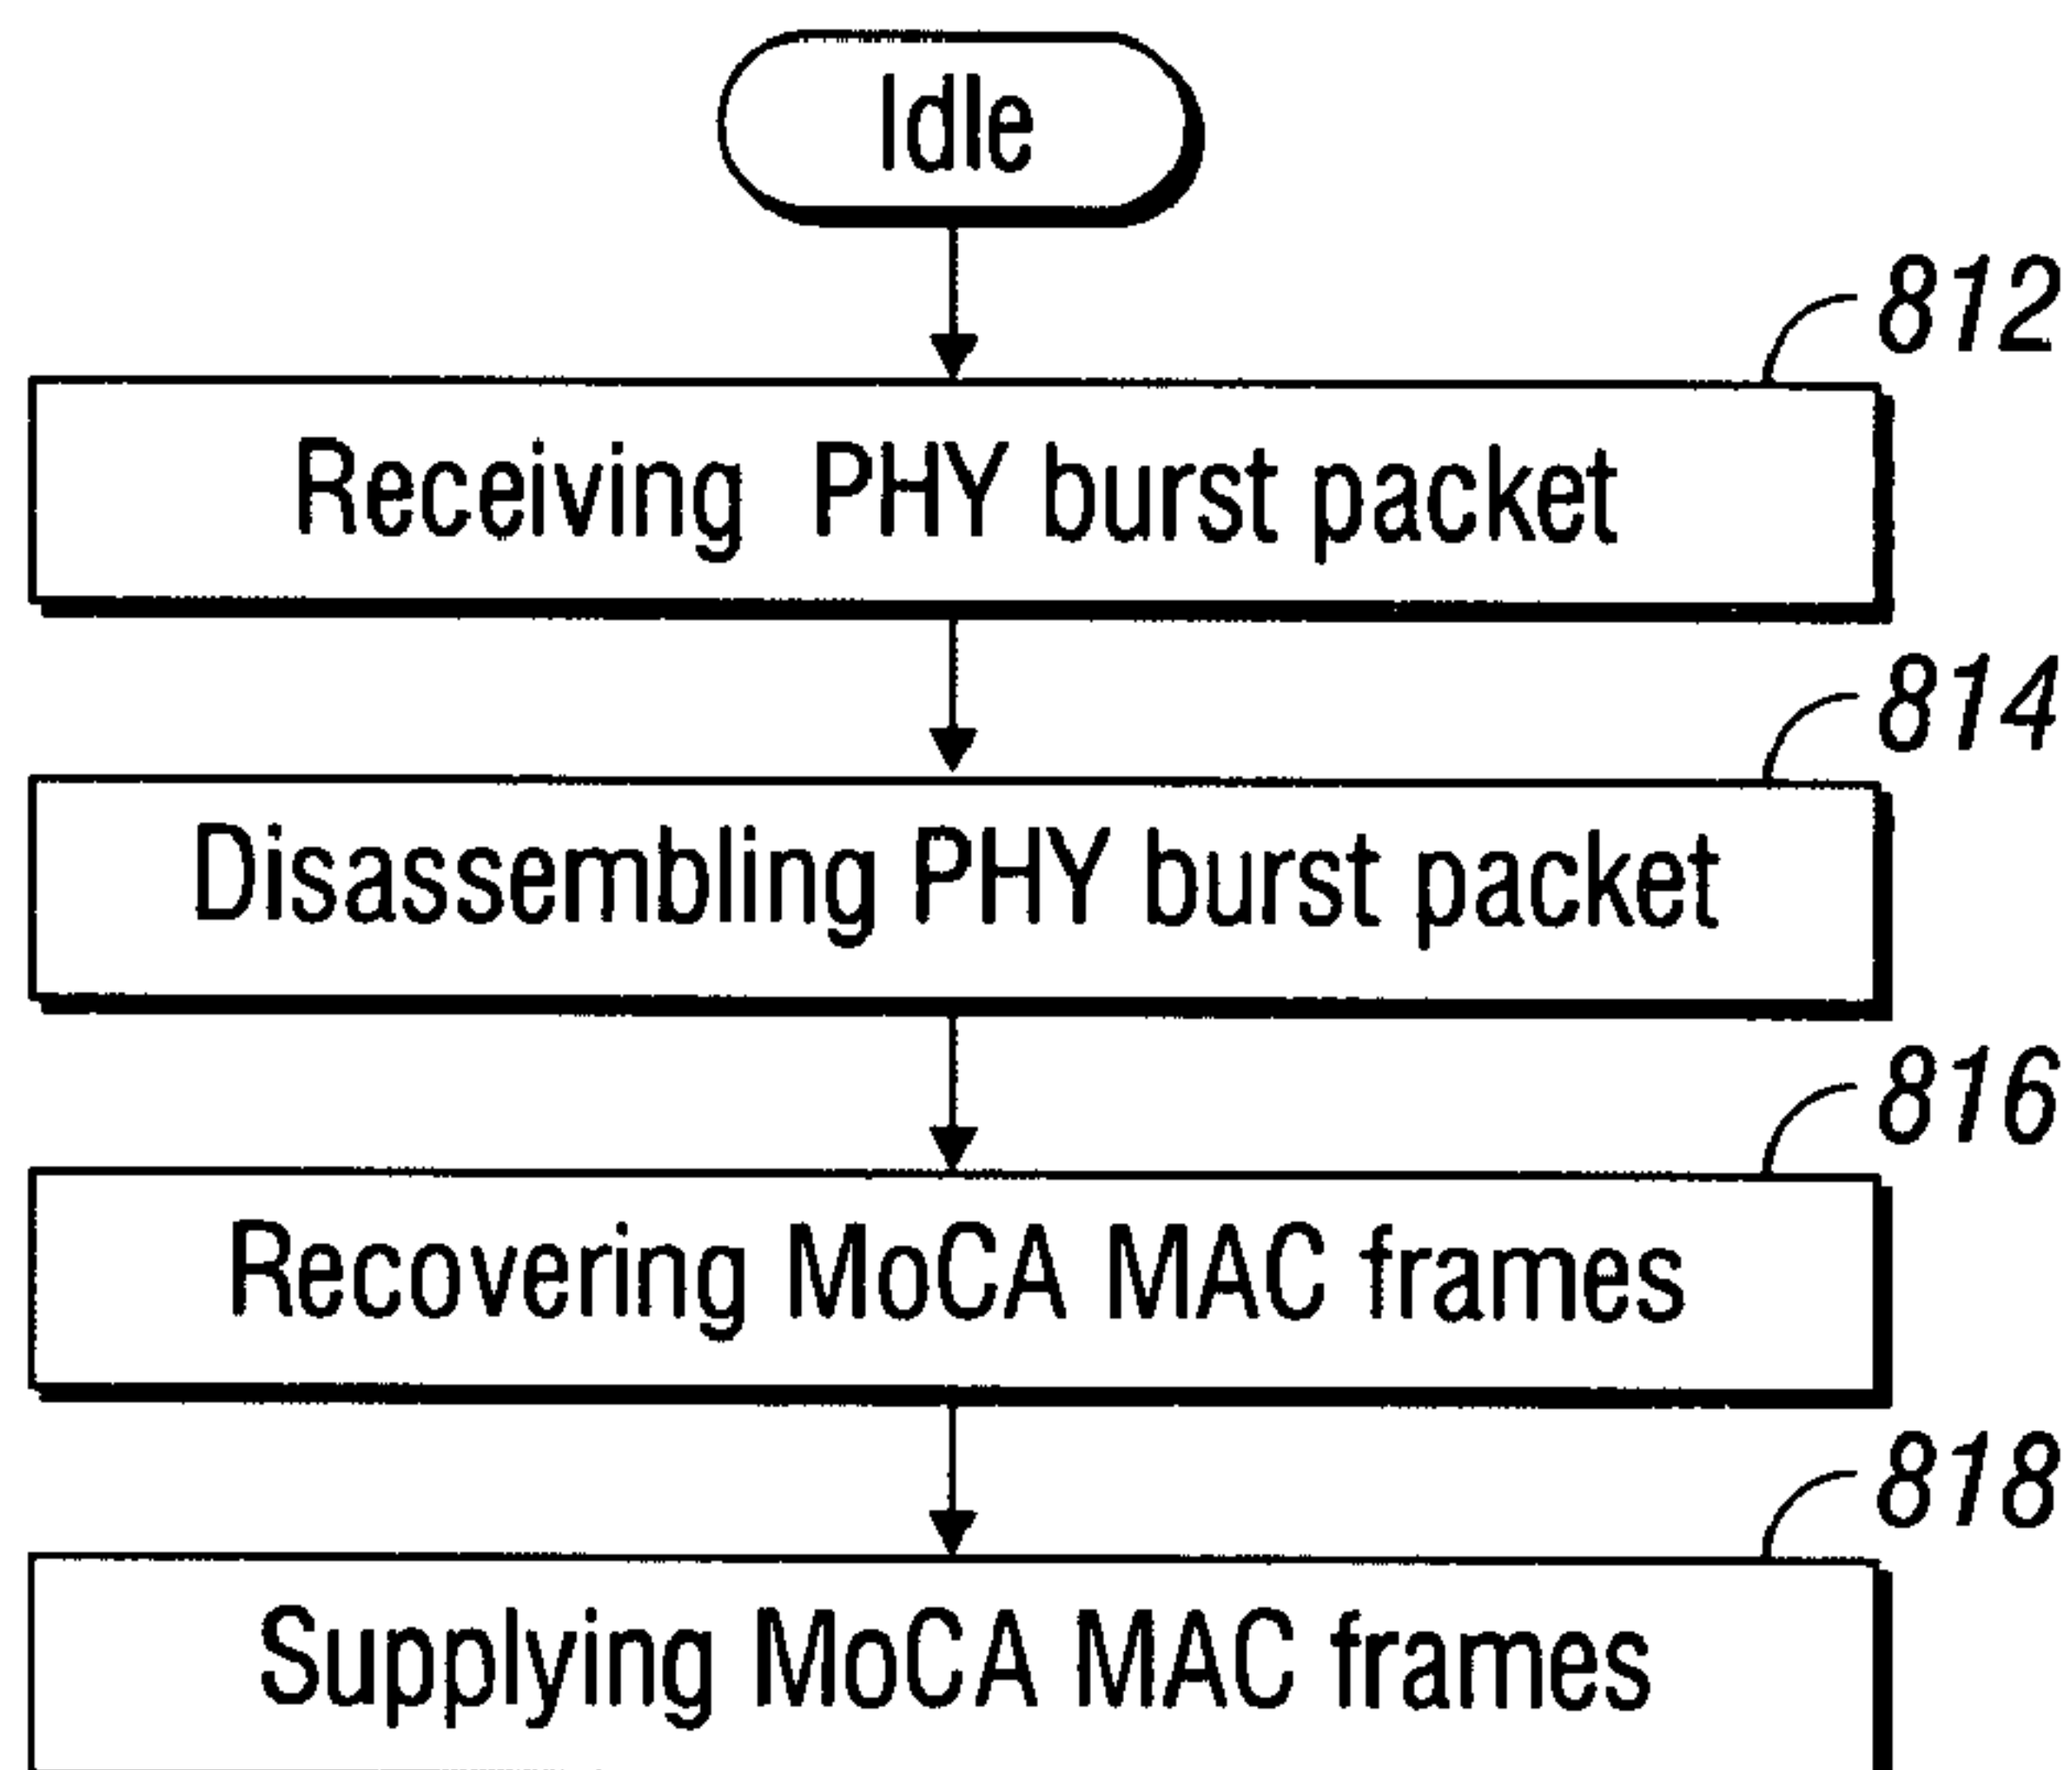 Idle
812
Receiving PHY burst packet
814
Disassembling PHY burst packet
816
Recovering MoCA MAC frames
818
Supplying MoCA MAC frames